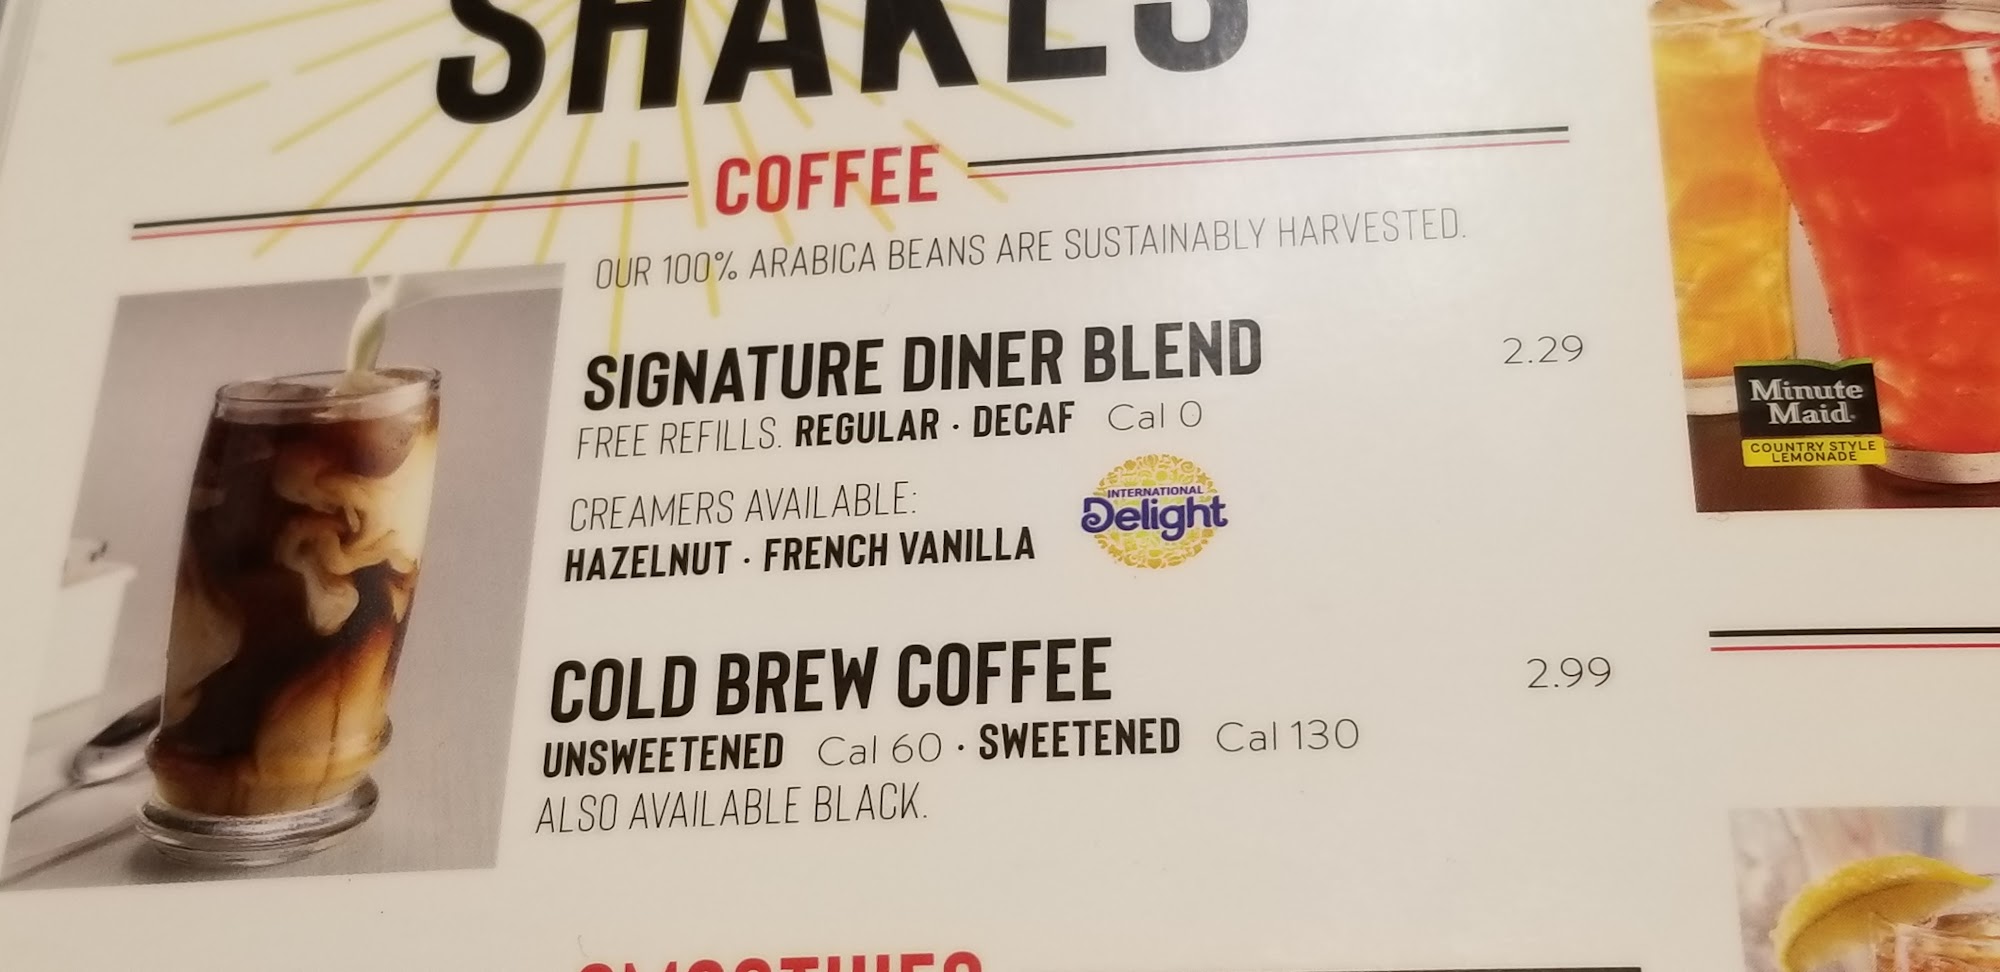 SHAKES
COFFEE
OUR 100% ARABICA BEANS ARE SUSTAINABLY HARVESTED.
SIGNATURE DINER BLEND 2.29
FREE REFILLS. REGULAR · DECAF Cal 0
CREAMERS AVAILABLE:
HAZELNUT · FRENCH VANILLA
INTERNATIONAL
Delight
COLD BREW COFFEE 2.99
UNSWEETENED Cal 60 · SWEETENED Cal 130
ALSO AVAILABLE BLACK.
SMOOTHIES
Minute
Maid
COUNTRY STYLE
LEMONADE